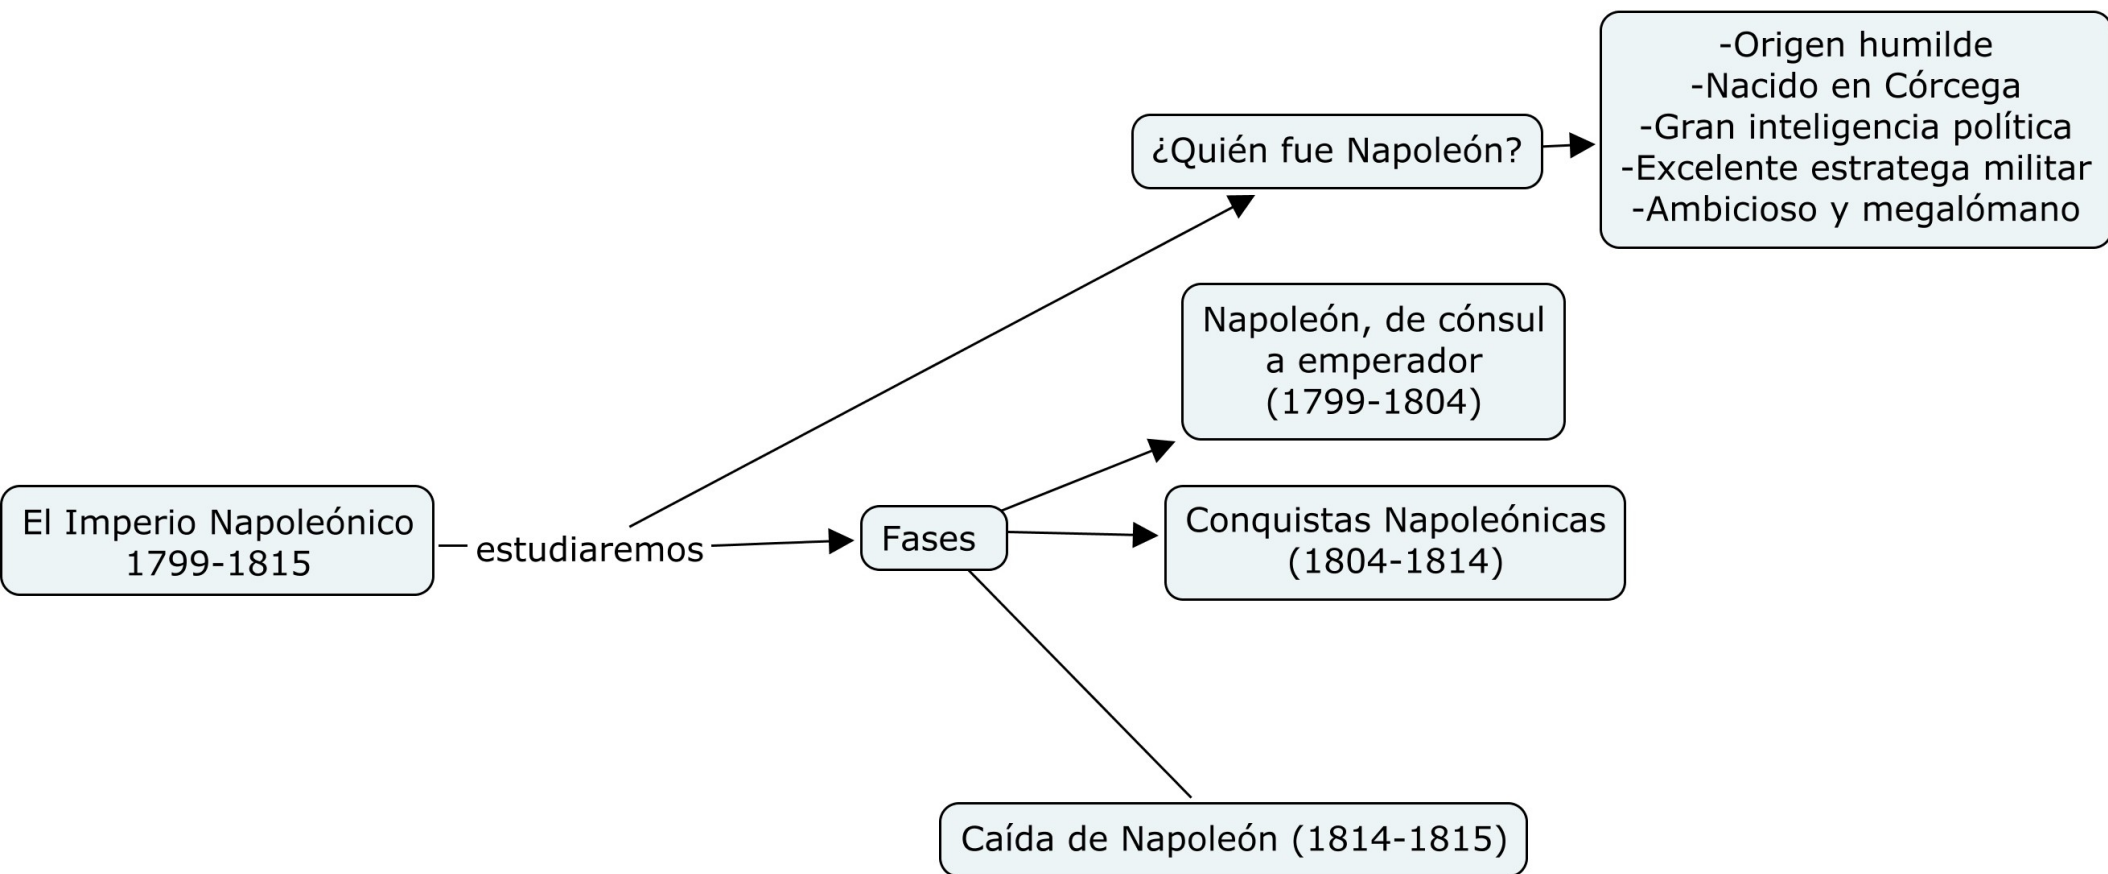 El Imperio Napoleónico
1799-1815
estudiaremos
¿Quién fue Napoleón?
-Origen humilde
-Nacido en Córcega
-Gran inteligencia política
-Excelente estratega militar
-Ambicioso y megalómano
Fases
Napoleón, de cónsul
a emperador
(1799-1804)
Conquistas Napoleónicas
(1804-1814)
Caída de Napoleón (1814-1815)